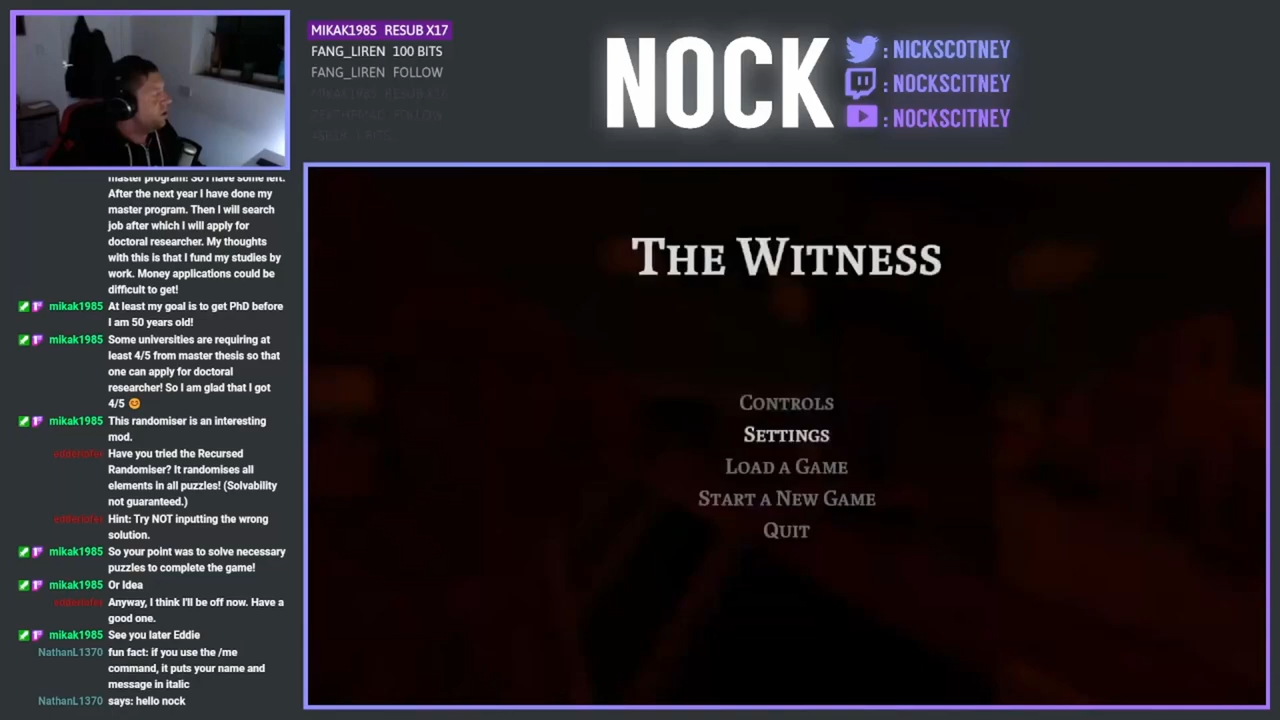 MIKAK1985 RESUB X17
FANG_LIREN 100 BITS
FANG_LIREN FOLLOW
MIKAK1985 RESUB X16
NOCK
: NICKSCOTNEY
: NOCKSCITNEY
: NOCKSCITNEY
master program! So I have some left.
After the next year I have done my
master program. Then I will search
job after which I will apply for
doctoral researcher. My thoughts
with this is that I fund my studies by
work. Money applications could be
difficult to get!
mikak1985 At least my goal is to get PhD before
I am 50 years old!
mikak1985 Some universities are requiring at
least 4/5 from master thesis so that
one can apply for doctoral
researcher! So I am glad that I got
4/5 😊
mikak1985 This randomiser is an interesting
mod.
Have you tried the Recursed
Randomiser? It randomises all
elements in all puzzles! (Solvability
not guaranteed.)
Hint: Try NOT inputting the wrong
solution.
mikak1985 So your point was to solve necessary
puzzles to complete the game!
mikak1985 Or Idea
Anyway, I think I'll be off now. Have a
good one.
mikak1985 See you later Eddie
NathanL1370 fun fact: if you use the /me
command, it puts your name and
message in italic
NathanL1370 says: hello nock
THE WITNESS
CONTROLS
SETTINGS
LOAD A GAME
START A NEW GAME
QUIT